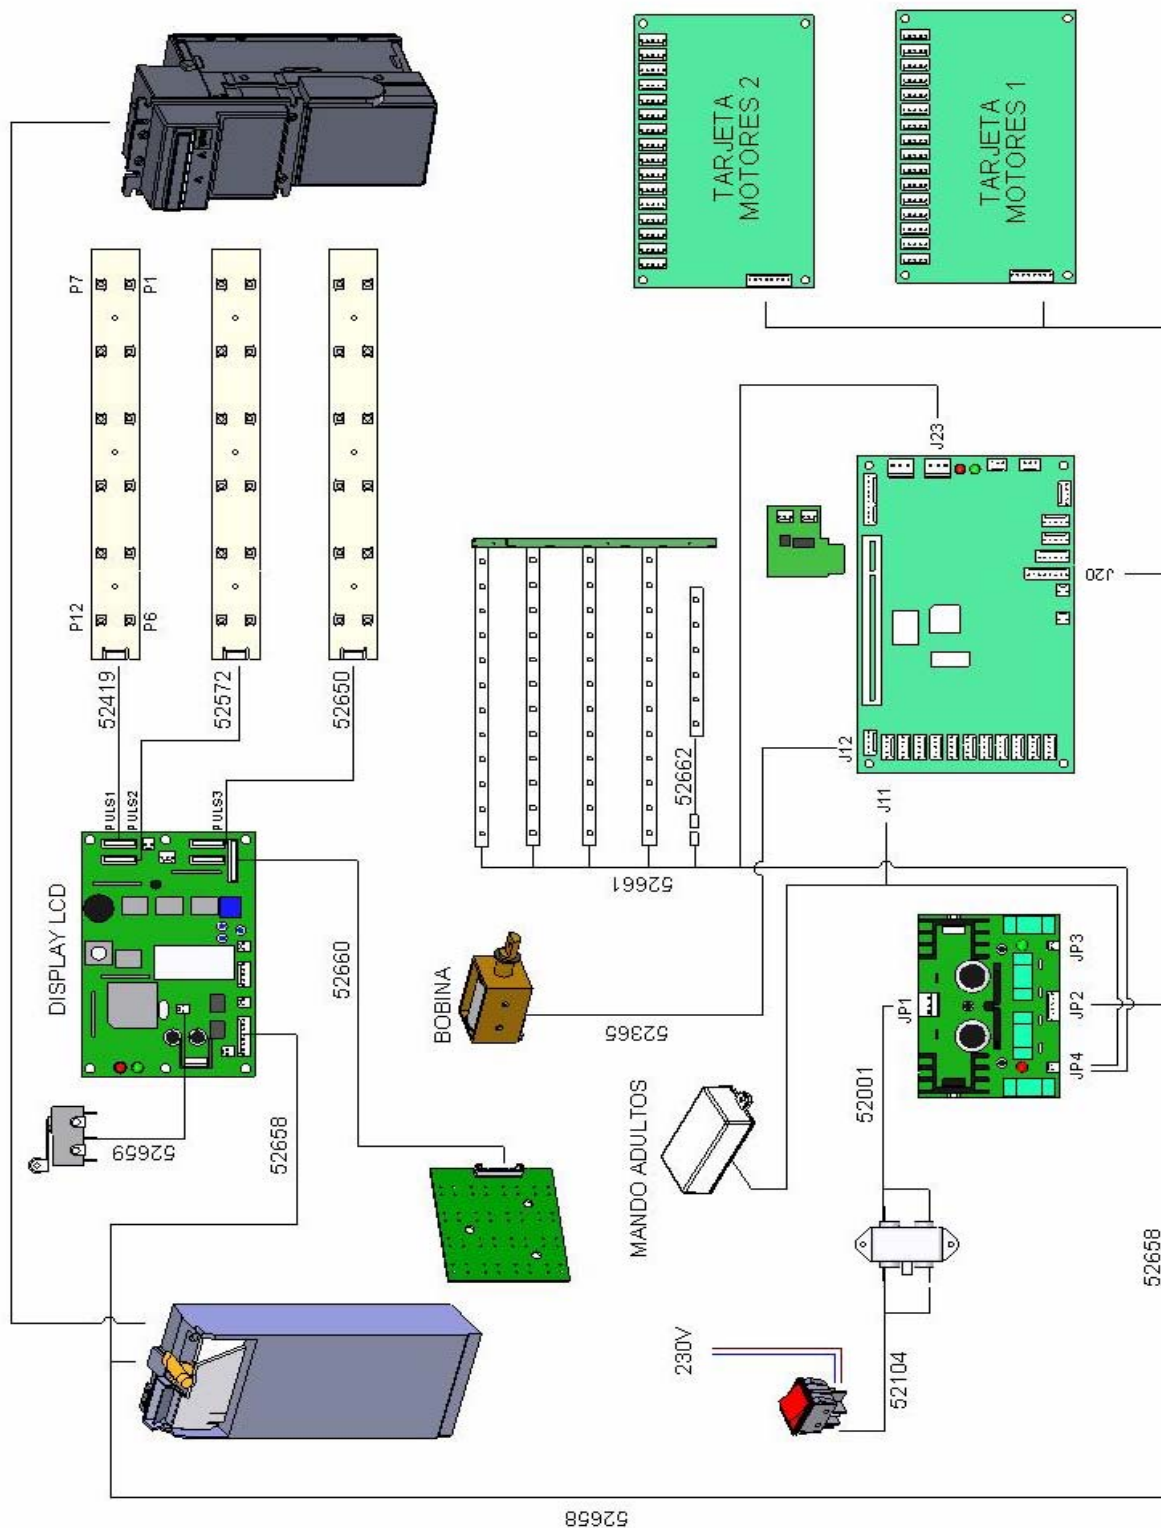 TARJETA
MOTORES 2
TARJETA
MOTORES 1
P7
P1
P12
P6
52419
52572
52650
PULS1
PULS2
PULS3
DISPLAY LCD
52659
52658
52660
BOBINA
52365
52661
52662
J23
J20
J12
J11
MANDO ADULTOS
JP1
JP3
JP2
JP4
52001
230V
52104
52658
52658